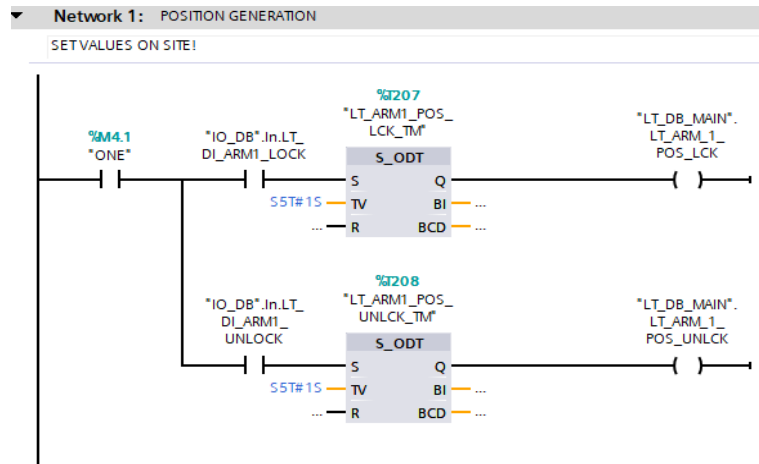 Network 1: POSITION GENERATION
SET VALUES ON SITE!
%T207
"LT_ARM1_POS_
LCK_TM"
%M4.1
"ONE"
"IO_DB".In.LT_
DI_ARM1_LOCK
S_ODT
"LT_DB_MAIN".
LT_ARM_1_
POS_LCK
S Q
S5T#1S TV BI ...
... R BCD ...
%T208
"LT_ARM1_POS_
UNLCK_TM"
"IO_DB".In.LT_
DI_ARM1_
UNLOCK
S_ODT
"LT_DB_MAIN".
LT_ARM_1_
POS_UNLCK
S Q
S5T#1S TV BI ...
... R BCD ...